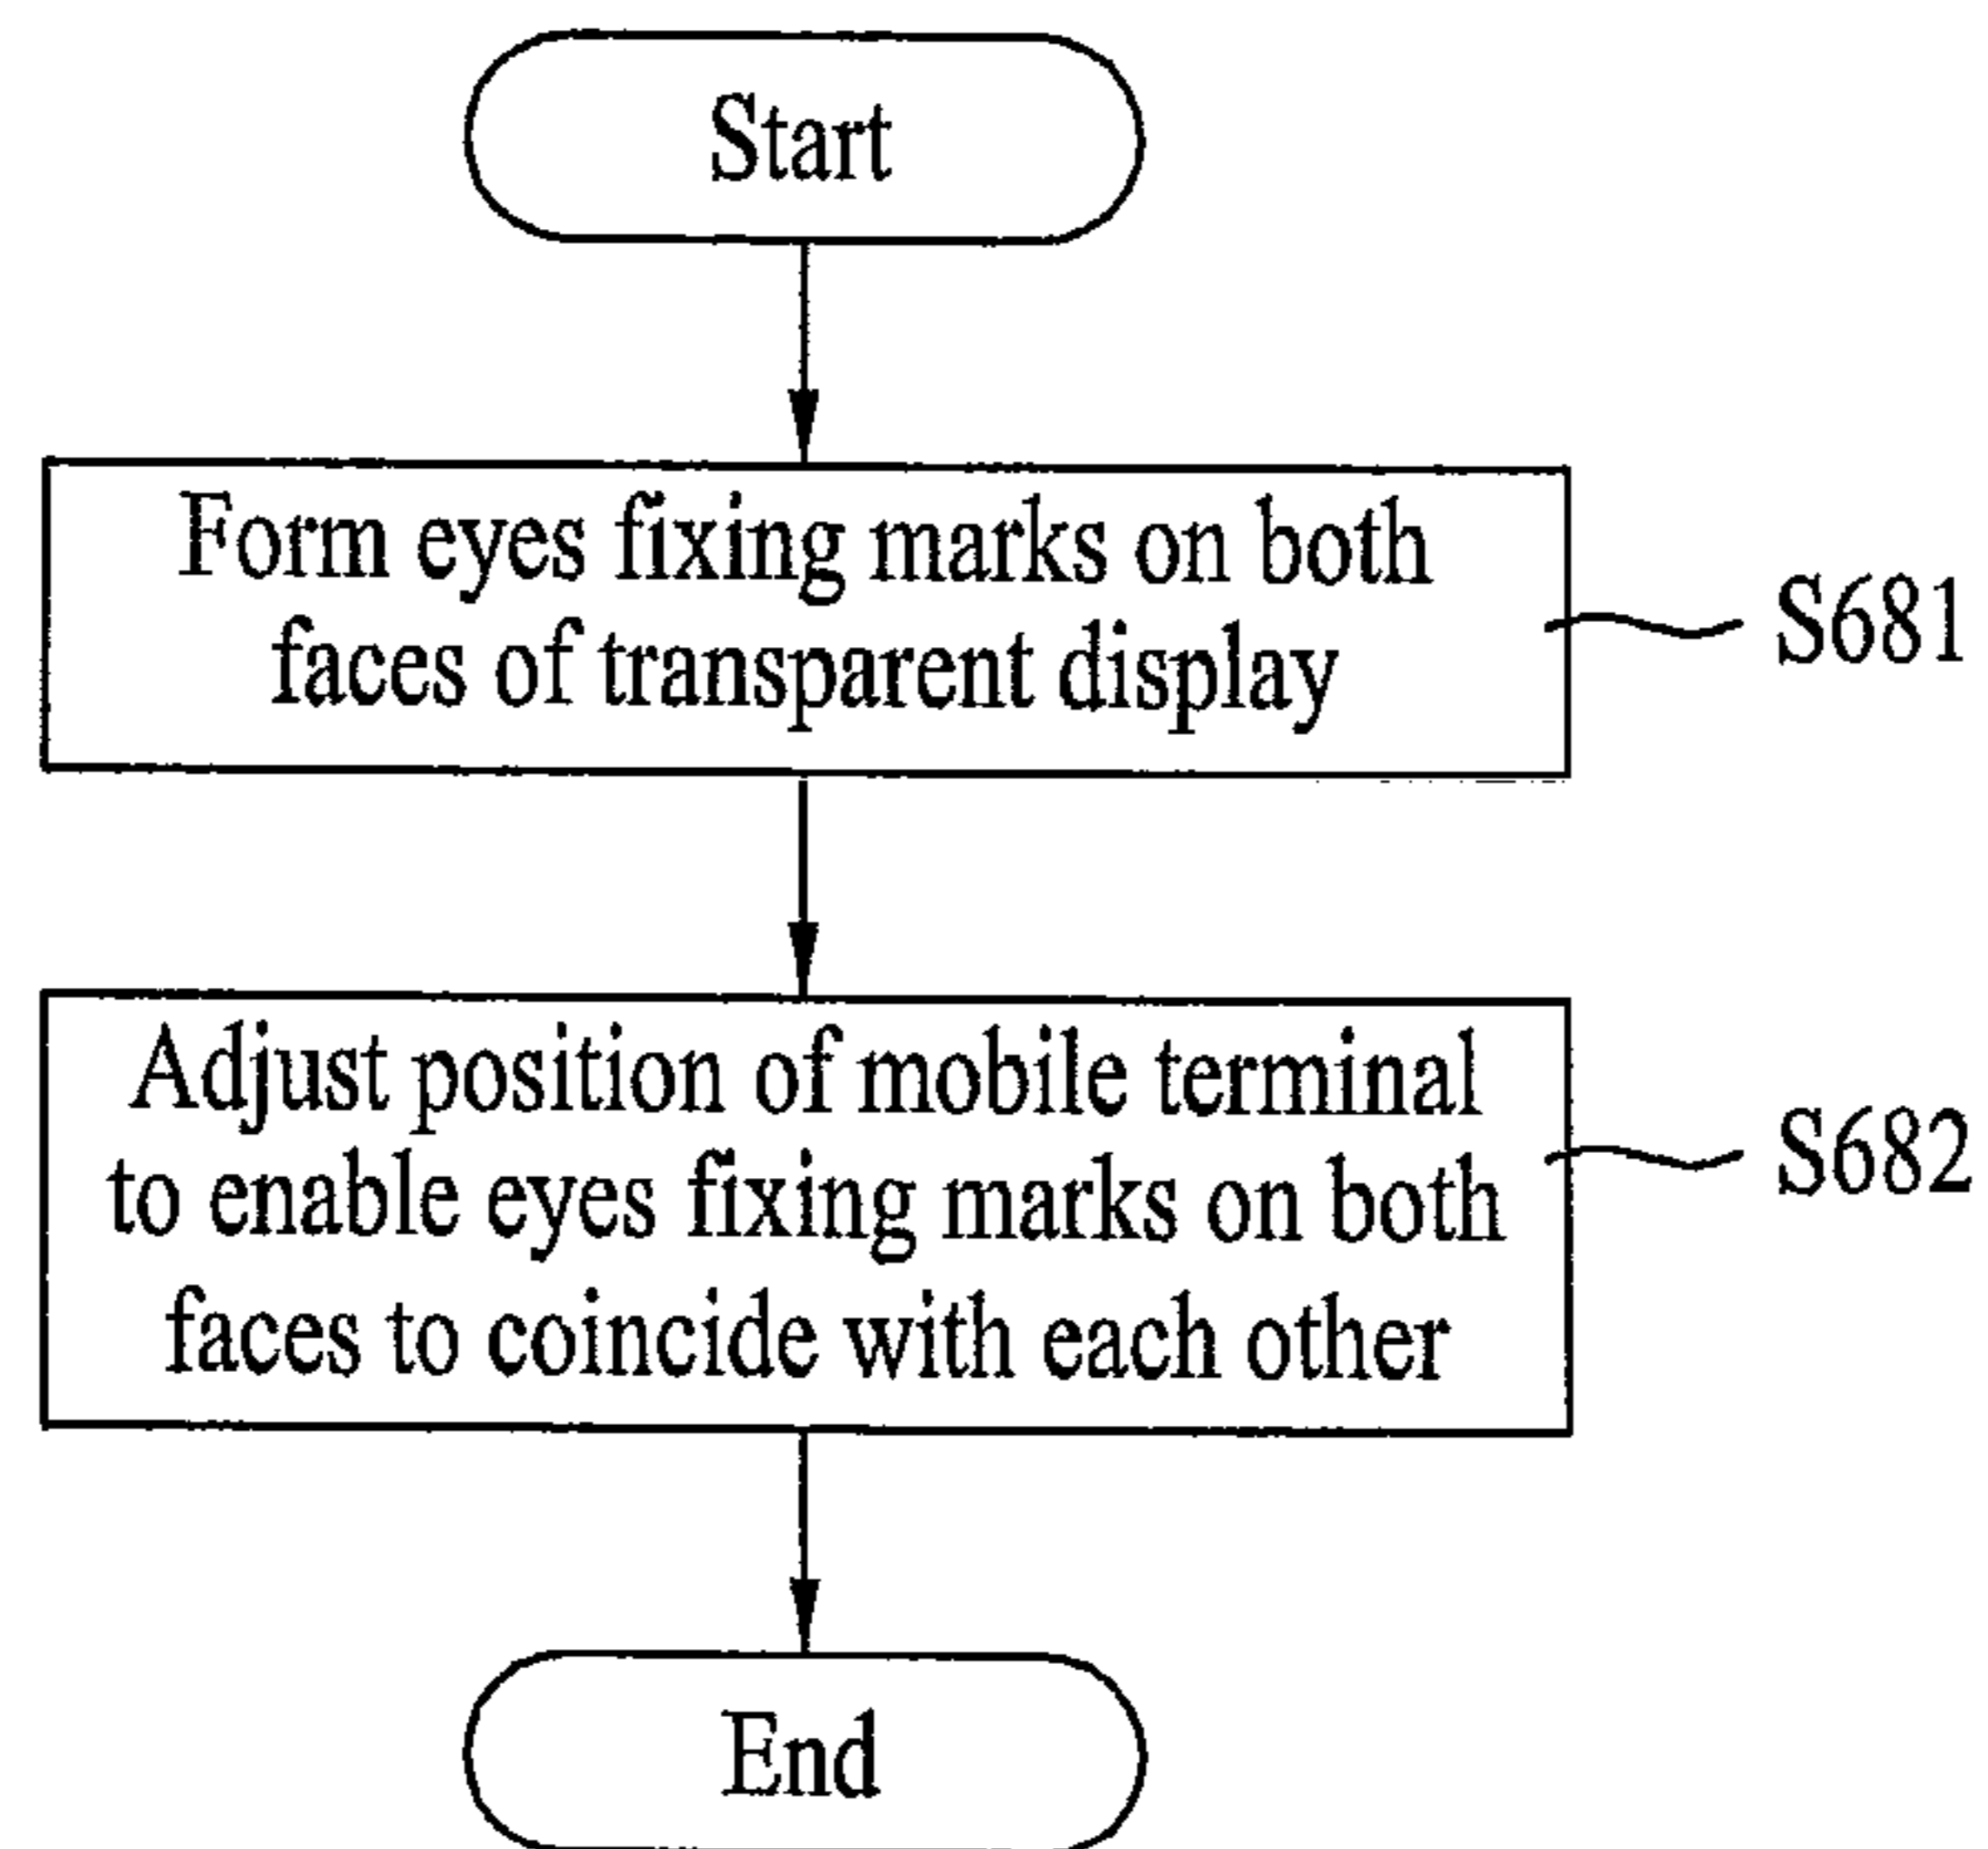 Start
Form eyes fixing marks on both
faces of transparent display
S681
Adjust position of mobile terminal
to enable eyes fixing marks on both
faces to coincide with each other
S682
End